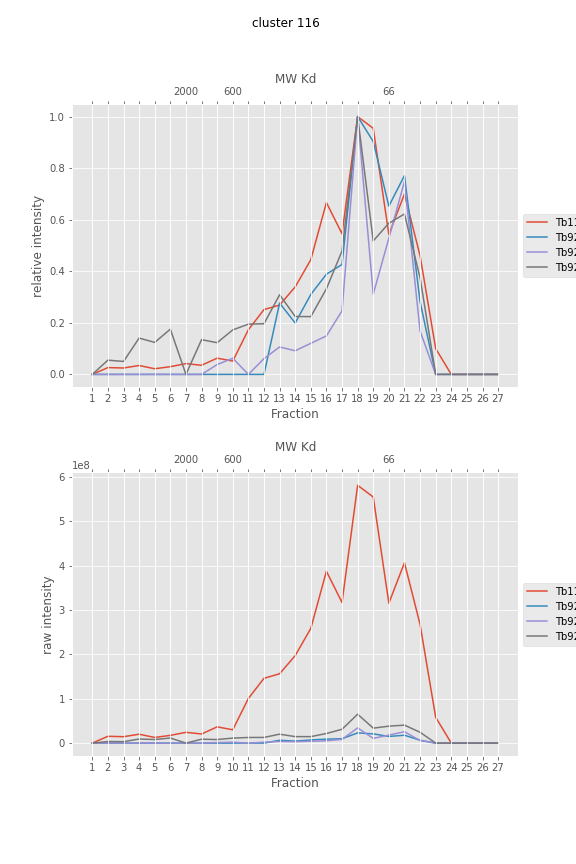 cluster 116
MW Kd
2000 600 66
1.0
0.8
0.6
0.4
0.2
0.0
relative intensity
Tb11
Tb92
Tb92
Tb92
1 2 3 4 5 6 7 8 9 10 11 12 13 14 15 16 17 18 19 20 21 22 23 24 25 26 27
Fraction
MW Kd
2000 600 66
1e8
6
5
4
3
2
1
0
raw intensity
Tb11
Tb92
Tb92
Tb92
1 2 3 4 5 6 7 8 9 10 11 12 13 14 15 16 17 18 19 20 21 22 23 24 25 26 27
Fraction